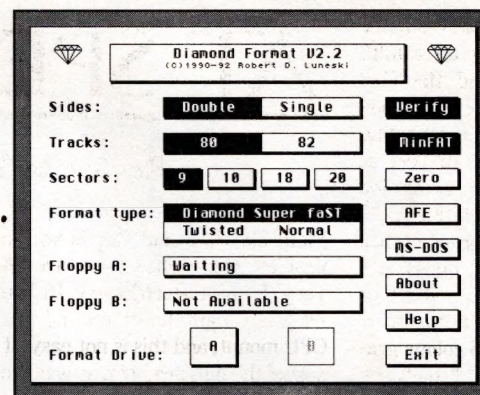 Diamond Format V2.2
(C)1990-92 Robert D. Luneski
Sides: Double Single Verify
Tracks: 80 82 MinFAT
Sectors: 9 10 18 20 Zero
Format type: Diamond Super faST AFE
Twisted Normal
MS-DOS
Floppy A: Waiting
About
Floppy B: Not Available
Help
Format Drive: A B
Exit